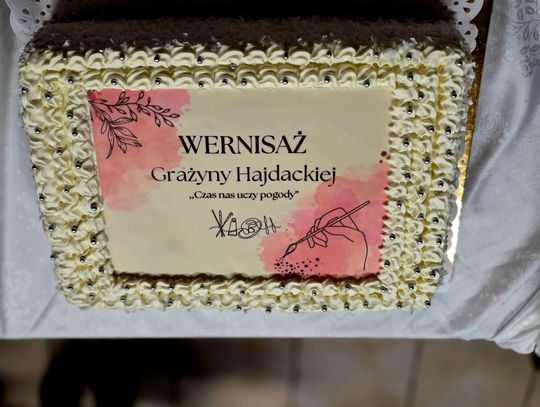 WERNISAŻ
Grażyny Hajdackiej
,,Czas nas uczy pogody"